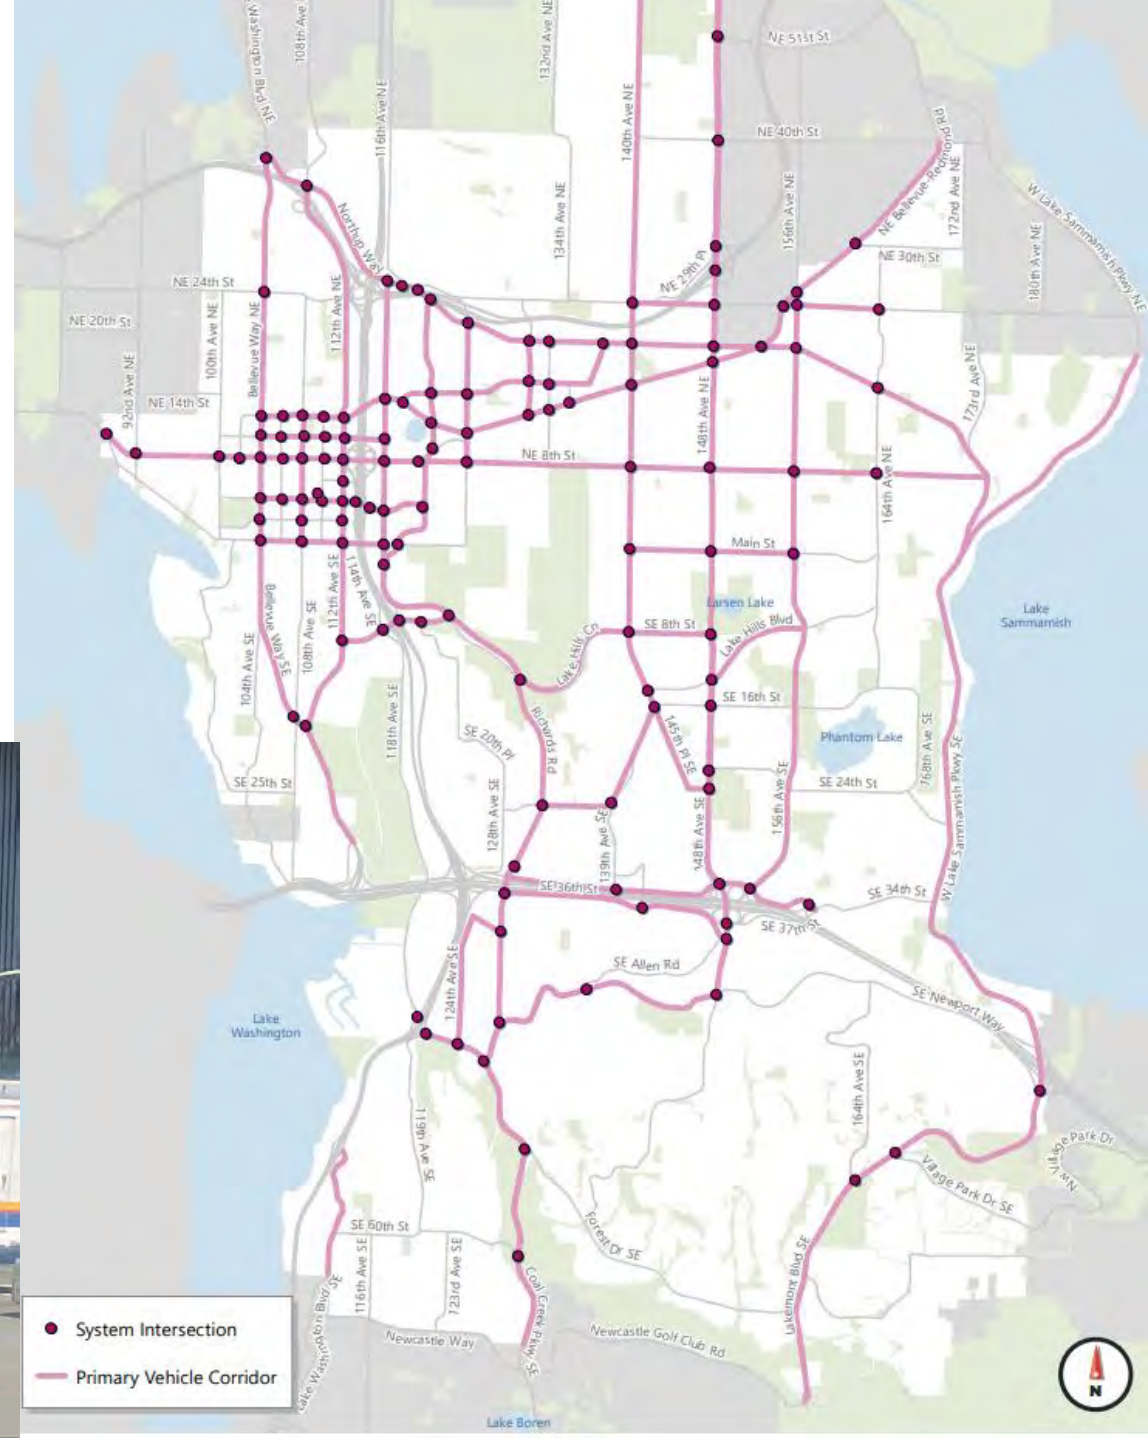 Washington Blvd NE
108th Ave
116th Ave NE
132nd Ave NE
140th Ave NE
NE 51st St
NE 40th St
NE Bellevue-Redmond Rd
172nd Ave NE
W Lake Sammamish Pkwy NE
134th Ave NE
156th Ave NE
NE 30th St
180th Ave NE
Northup Way
NE 29th Pl
NE 24th St
NE 20th St
112th Ave NE
100th Ave NE
Bellevue Way NE
92nd Ave NE
NE 14th St
148th Ave NE
173rd Ave NE
NE 8th St
164th Ave NE
Main St
114th Ave SE
112th Ave SE
Bellevue Way SE
108th Ave SE
104th Ave SE
Larsen Lake
Lake Hills Blvd
SE 8th St
Lake Hills Cn
Lake
Sammamish
SE 16th St
118th Ave SE
SE 20th Pl
Richards Rd
145th Pl SE
Phantom Lake
168th Ave SE
SE 25th St
SE 24th St
128th Ave SE
139th Ave SE
148th Ave SE
156th Ave SE
W Lake Sammamish Pkwy SE
SE 36th St
SE 34th St
SE 37th St
124th Ave SE
SE Allen Rd
SE Newport Way
Lake
Washington
164th Ave SE
119th Ave SE
NW Village Park Dr
Village Park Dr SE
SE 60th St
Forest Dr SE
116th Ave SE
123rd Ave SE
Lakemont Blvd SE
Lake Washington Blvd SE
Coal Creek Pkwy SE
Newcastle Way
Newcastle Golf Club Rd
Lake Boren
System Intersection
Primary Vehicle Corridor
N